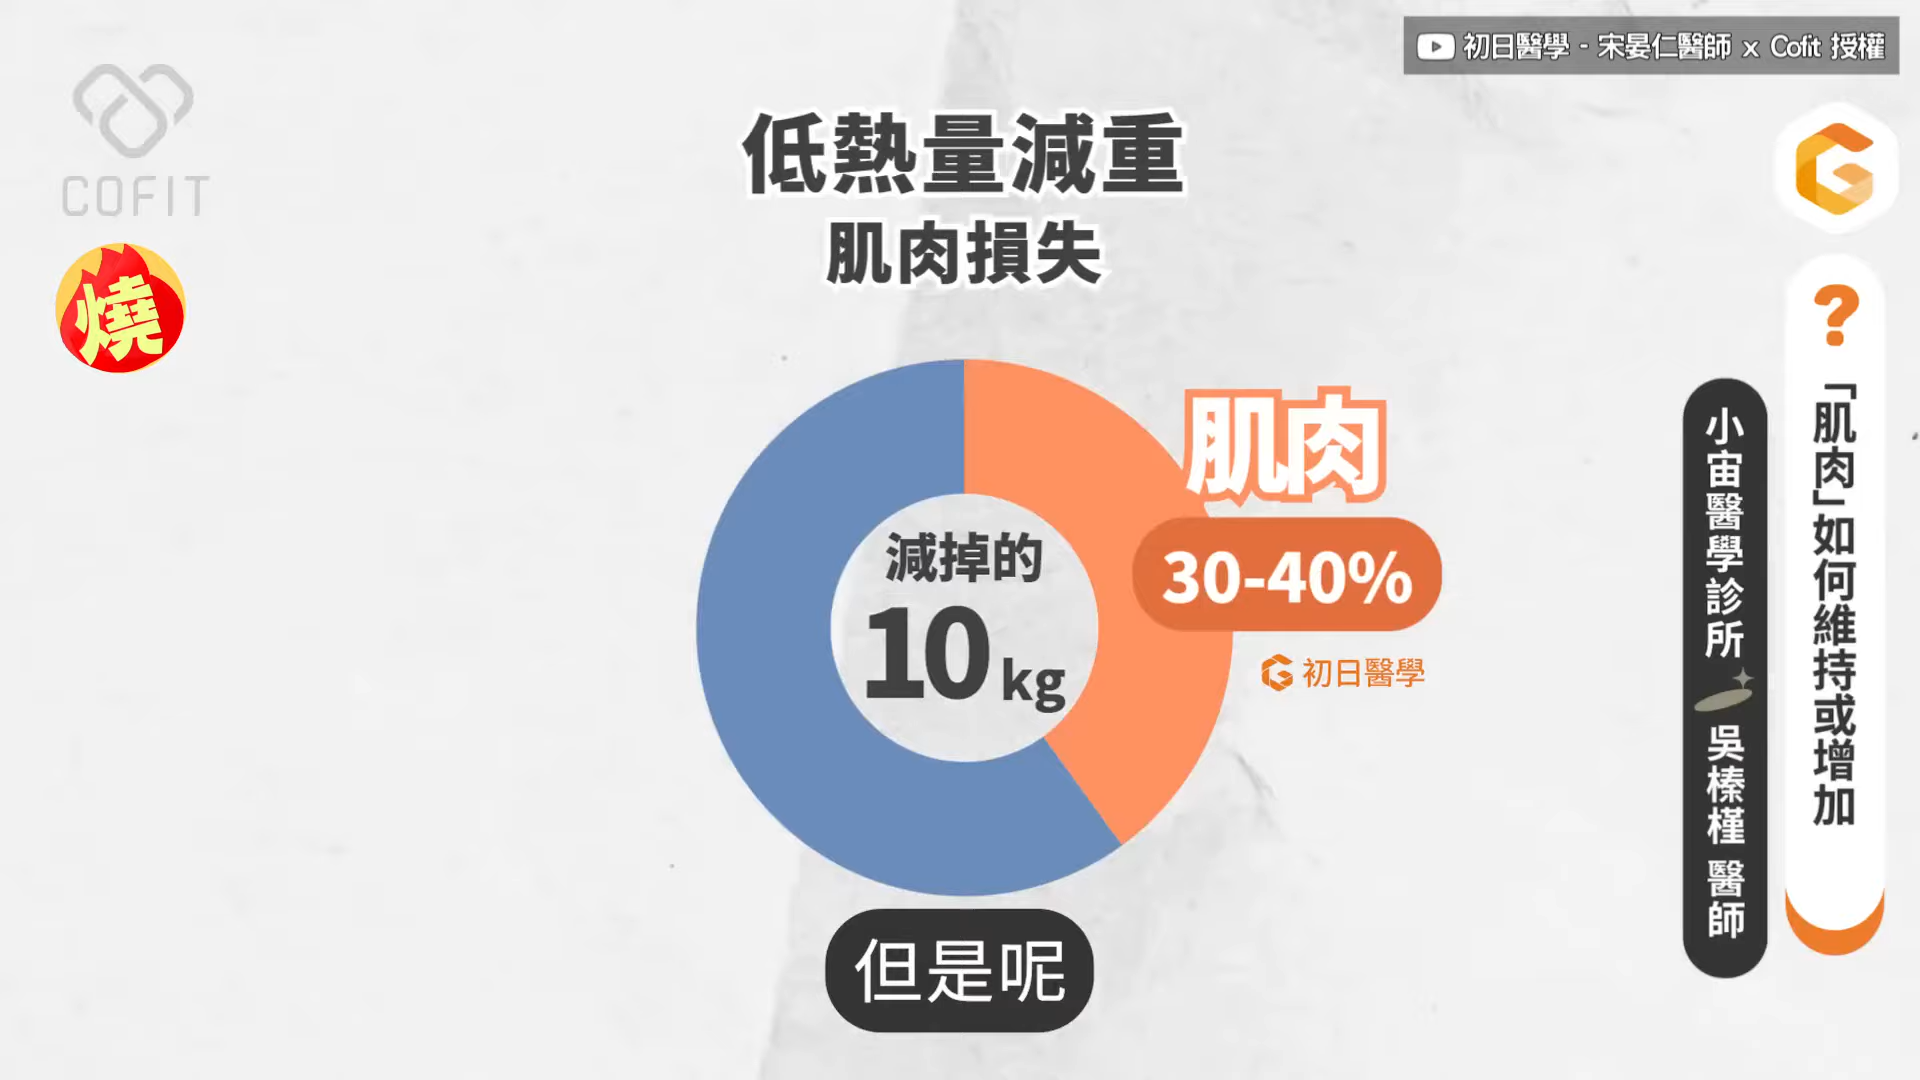 初日醫學 - 宋晏仁醫師 x Cofit 授權
COFIT
燒
低熱量減重
肌肉損失
肌肉
30-40%
減掉的
10 kg
初日醫學
但是呢
?「肌肉」如何維持或增加
小宙醫學診所 吳榛槿 醫師